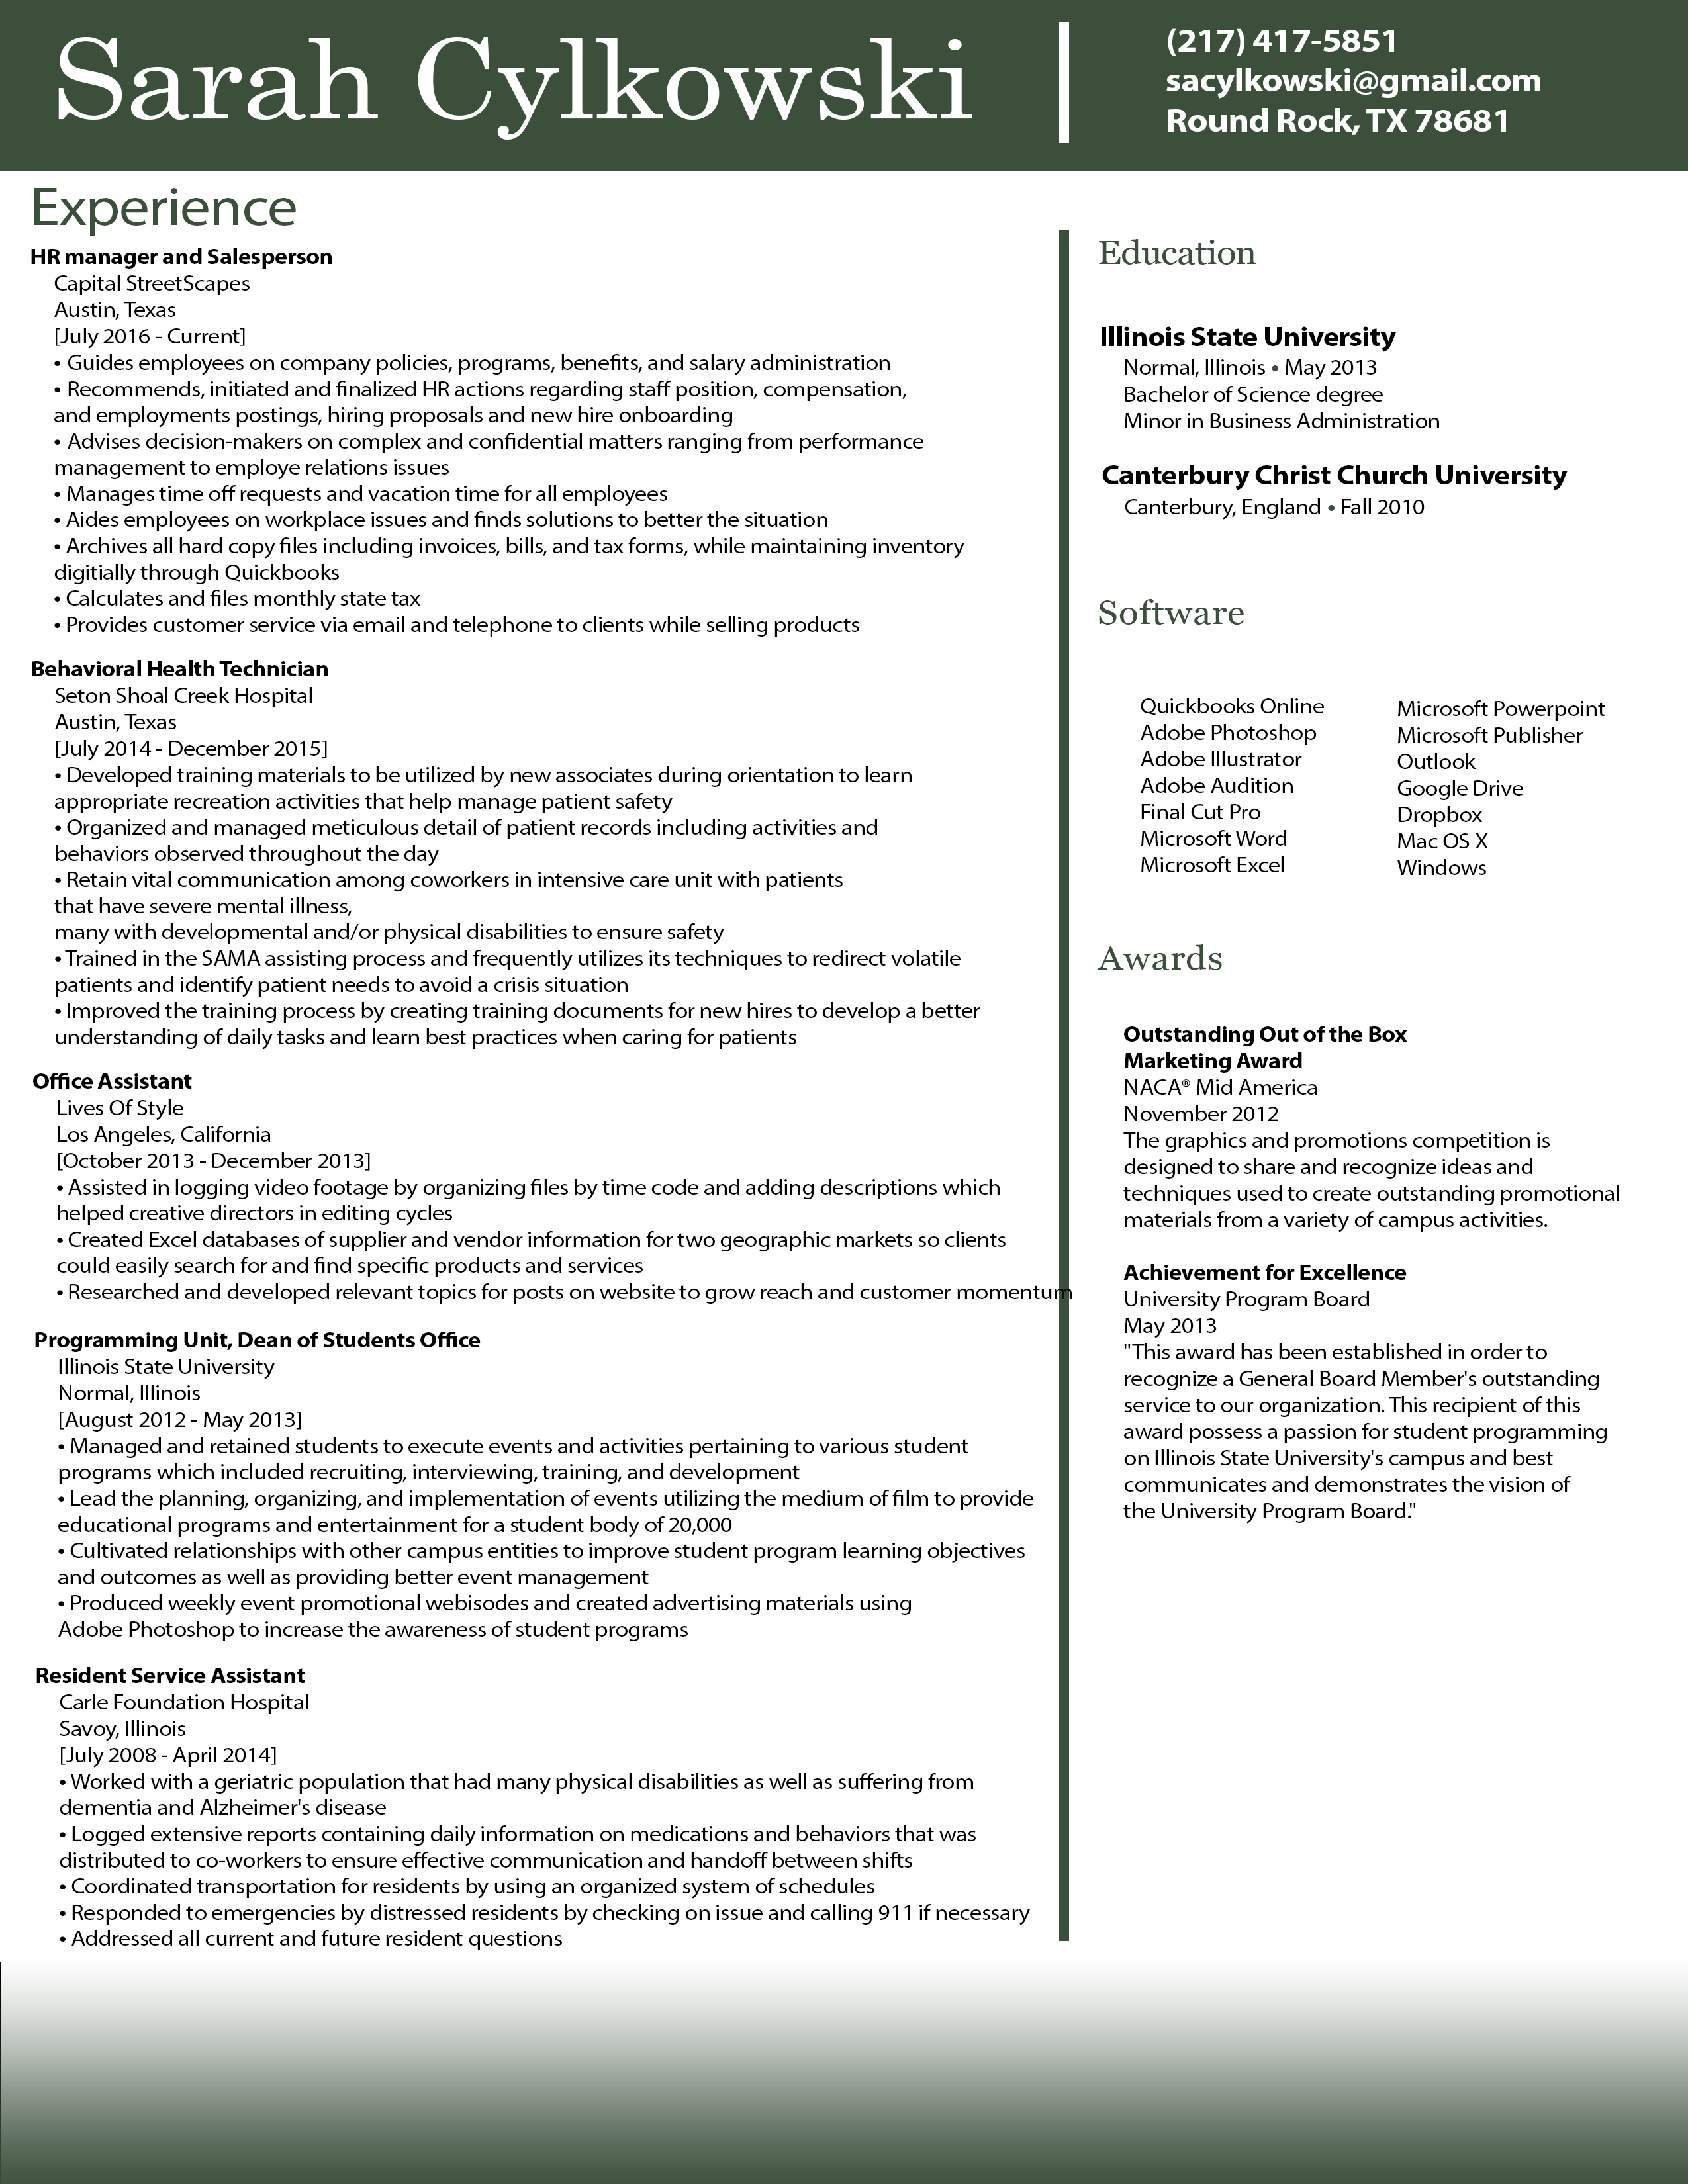 Sarah Cylkowski
(217) 417-5851
sacylkowski@gmail.com
Round Rock, TX 78681
Experience
HR manager and Salesperson
Capital StreetScapes
Austin, Texas
[July 2016 - Current]
• Guides employees on company policies, programs, benefits, and salary administration
• Recommends, initiated and finalized HR actions regarding staff position, compensation,
and employments postings, hiring proposals and new hire onboarding
• Advises decision-makers on complex and confidential matters ranging from performance
management to employe relations issues
• Manages time off requests and vacation time for all employees
• Aides employees on workplace issues and finds solutions to better the situation
• Archives all hard copy files including invoices, bills, and tax forms, while maintaining inventory
digitially through Quickbooks
• Calculates and files monthly state tax
• Provides customer service via email and telephone to clients while selling products
Behavioral Health Technician
Seton Shoal Creek Hospital
Austin, Texas
[July 2014 - December 2015]
• Developed training materials to be utilized by new associates during orientation to learn
appropriate recreation activities that help manage patient safety
• Organized and managed meticulous detail of patient records including activities and
behaviors observed throughout the day
• Retain vital communication among coworkers in intensive care unit with patients
that have severe mental illness,
many with developmental and/or physical disabilities to ensure safety
• Trained in the SAMA assisting process and frequently utilizes its techniques to redirect volatile
patients and identify patient needs to avoid a crisis situation
• Improved the training process by creating training documents for new hires to develop a better
understanding of daily tasks and learn best practices when caring for patients
Office Assistant
Lives Of Style
Los Angeles, California
[October 2013 - December 2013]
• Assisted in logging video footage by organizing files by time code and adding descriptions which
helped creative directors in editing cycles
• Created Excel databases of supplier and vendor information for two geographic markets so clients
could easily search for and find specific products and services
• Researched and developed relevant topics for posts on website to grow reach and customer momentum
Programming Unit, Dean of Students Office
Illinois State University
Normal, Illinois
[August 2012 - May 2013]
• Managed and retained students to execute events and activities pertaining to various student
programs which included recruiting, interviewing, training, and development
• Lead the planning, organizing, and implementation of events utilizing the medium of film to provide
educational programs and entertainment for a student body of 20,000
• Cultivated relationships with other campus entities to improve student program learning objectives
and outcomes as well as providing better event management
• Produced weekly event promotional webisodes and created advertising materials using
Adobe Photoshop to increase the awareness of student programs
Resident Service Assistant
Carle Foundation Hospital
Savoy, Illinois
[July 2008 - April 2014]
• Worked with a geriatric population that had many physical disabilities as well as suffering from
dementia and Alzheimer's disease
• Logged extensive reports containing daily information on medications and behaviors that was
distributed to co-workers to ensure effective communication and handoff between shifts
• Coordinated transportation for residents by using an organized system of schedules
• Responded to emergencies by distressed residents by checking on issue and calling 911 if necessary
• Addressed all current and future resident questions
Education
Illinois State University
Normal, Illinois • May 2013
Bachelor of Science degree
Minor in Business Administration
Canterbury Christ Church University
Canterbury, England • Fall 2010
Software
Quickbooks Online
Adobe Photoshop
Adobe Illustrator
Adobe Audition
Final Cut Pro
Microsoft Word
Microsoft Excel
Microsoft Powerpoint
Microsoft Publisher
Outlook
Google Drive
Dropbox
Mac OS X
Windows
Awards
Outstanding Out of the Box
Marketing Award
NACA® Mid America
November 2012
The graphics and promotions competition is
designed to share and recognize ideas and
techniques used to create outstanding promotional
materials from a variety of campus activities.
Achievement for Excellence
University Program Board
May 2013
"This award has been established in order to
recognize a General Board Member's outstanding
service to our organization. This recipient of this
award possess a passion for student programming
on Illinois State University's campus and best
communicates and demonstrates the vision of
the University Program Board."